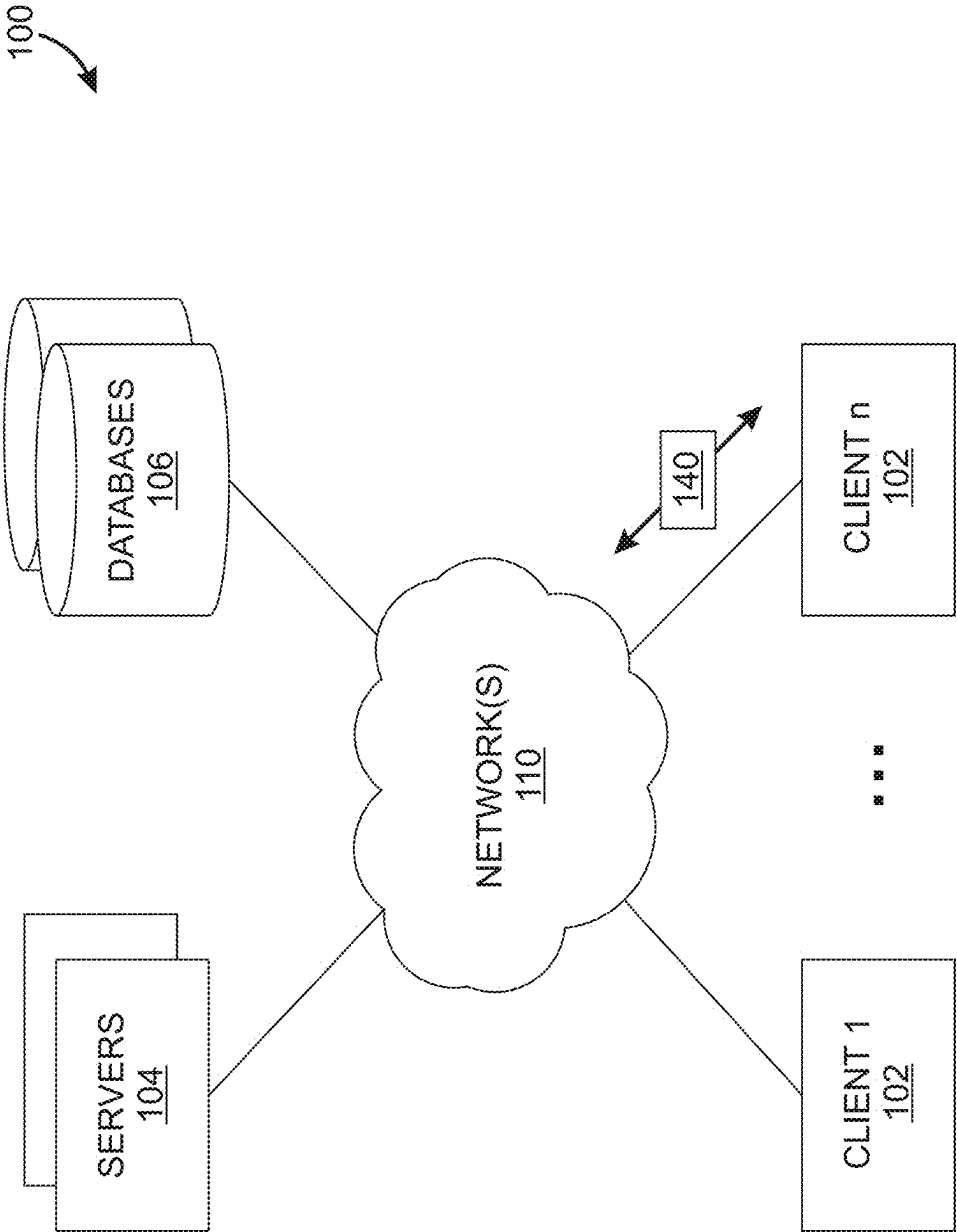 100
SERVERS
104
DATABASES
106
NETWORK(S)
110
140
CLIENT 1
102
CLIENT n
102